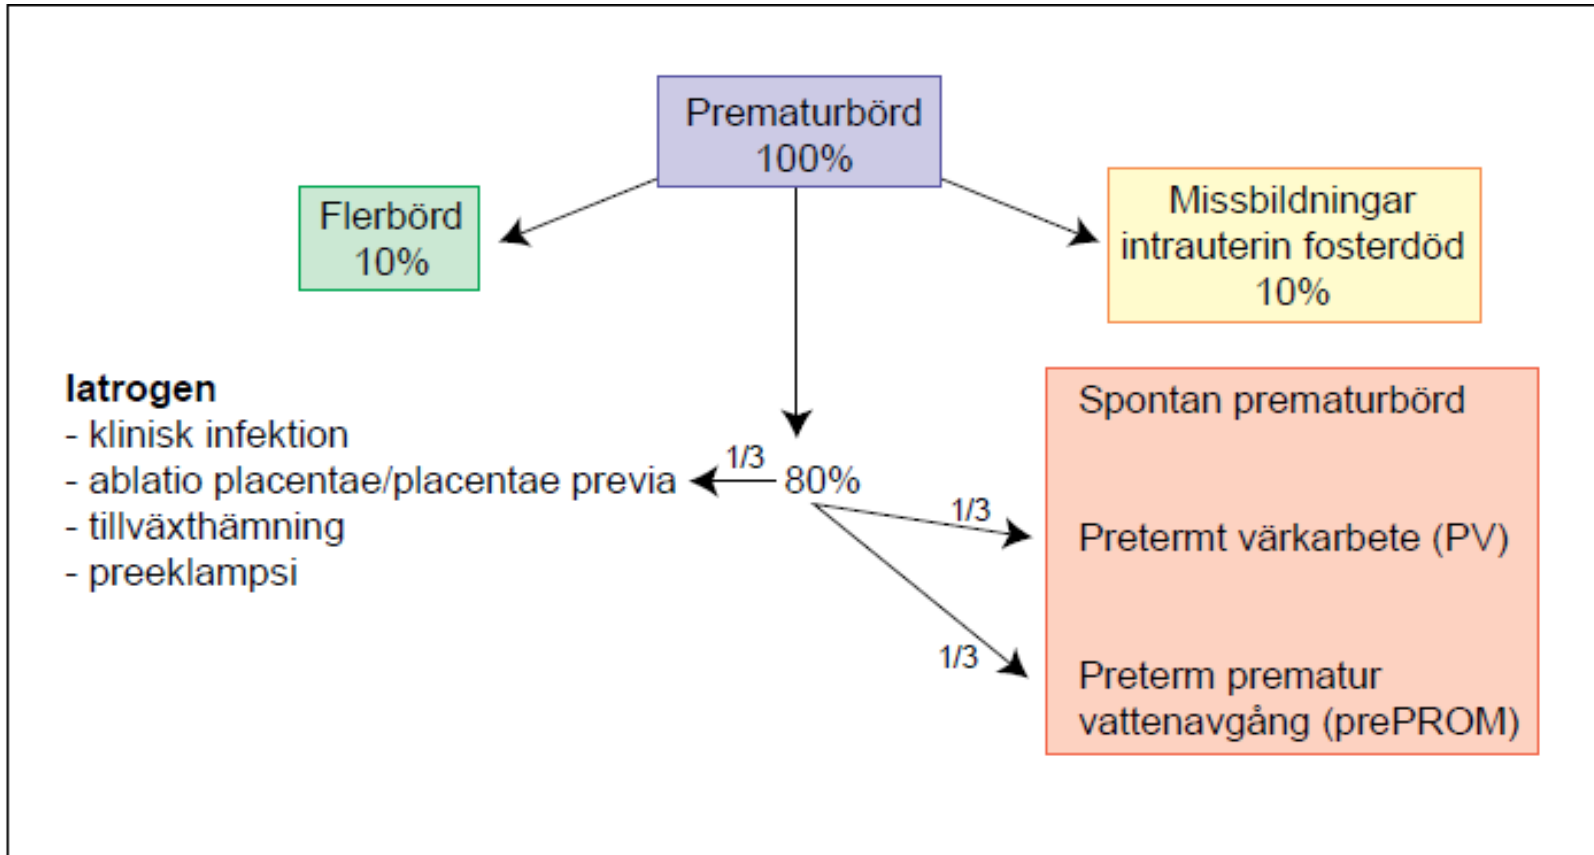 Prematurbörd
100%
Flerbörd
10%
Missbildningar
intrauterin fosterdöd
10%
Iatrogen
- klinisk infektion
- ablatio placentae/placentae previa
- tillväxthämning
- preeklampsi
1/3
80%
1/3
1/3
Spontan prematurbörd
Pretermt värkarbete (PV)
Preterm prematur
vattenavgång (prePROM)